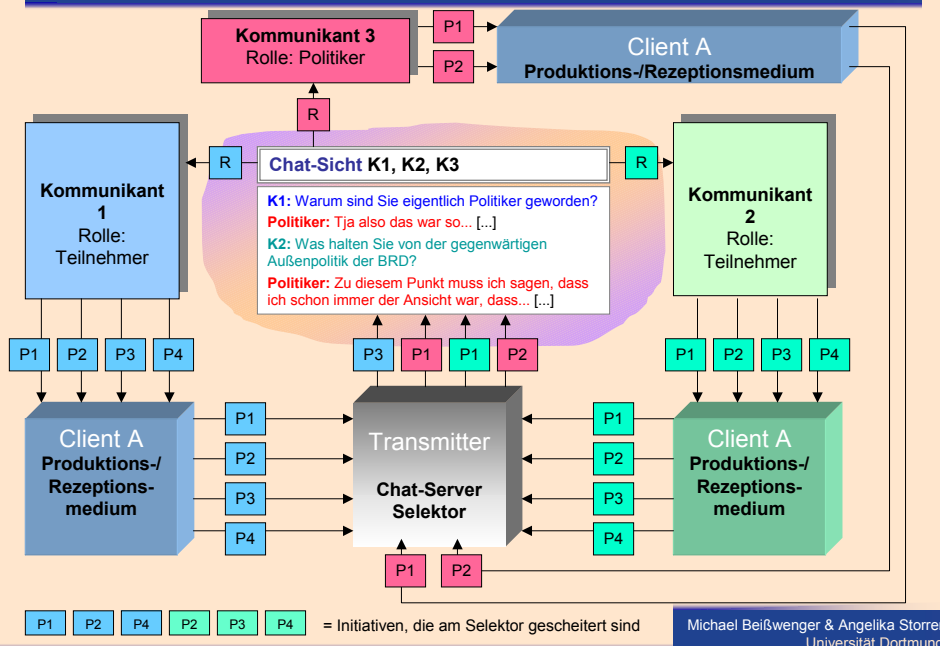 Kommunikant 3
Rolle: Politiker
P1
P2
Client A
Produktions-/Rezeptionsmedium
R
R
R
Kommunikant
1
Rolle:
Teilnehmer
Chat-Sicht K1, K2, K3
K1: Warum sind Sie eigentlich Politiker geworden?
Politiker: Tja also das war so... [...]
K2: Was halten Sie von der gegenwärtigen
Außenpolitik der BRD?
Politiker: Zu diesem Punkt muss ich sagen, dass
ich schon immer der Ansicht war, dass... [...]
Kommunikant
2
Rolle:
Teilnehmer
P1 P2 P3 P4
P3 P1 P1 P2
P1 P2 P3 P4
Client A
Produktions-/
Rezeptions-
medium
P1
P2
P3
P4
Transmitter
Chat-Server
Selektor
P1
P2
P3
P4
Client A
Produktions-/
Rezeptions-
medium
P1 P2
P1 P2 P4 P2 P3 P4 = Initiativen, die am Selektor gescheitert sind
Michael Beißwenger & Angelika Storrer
Universität Dortmund